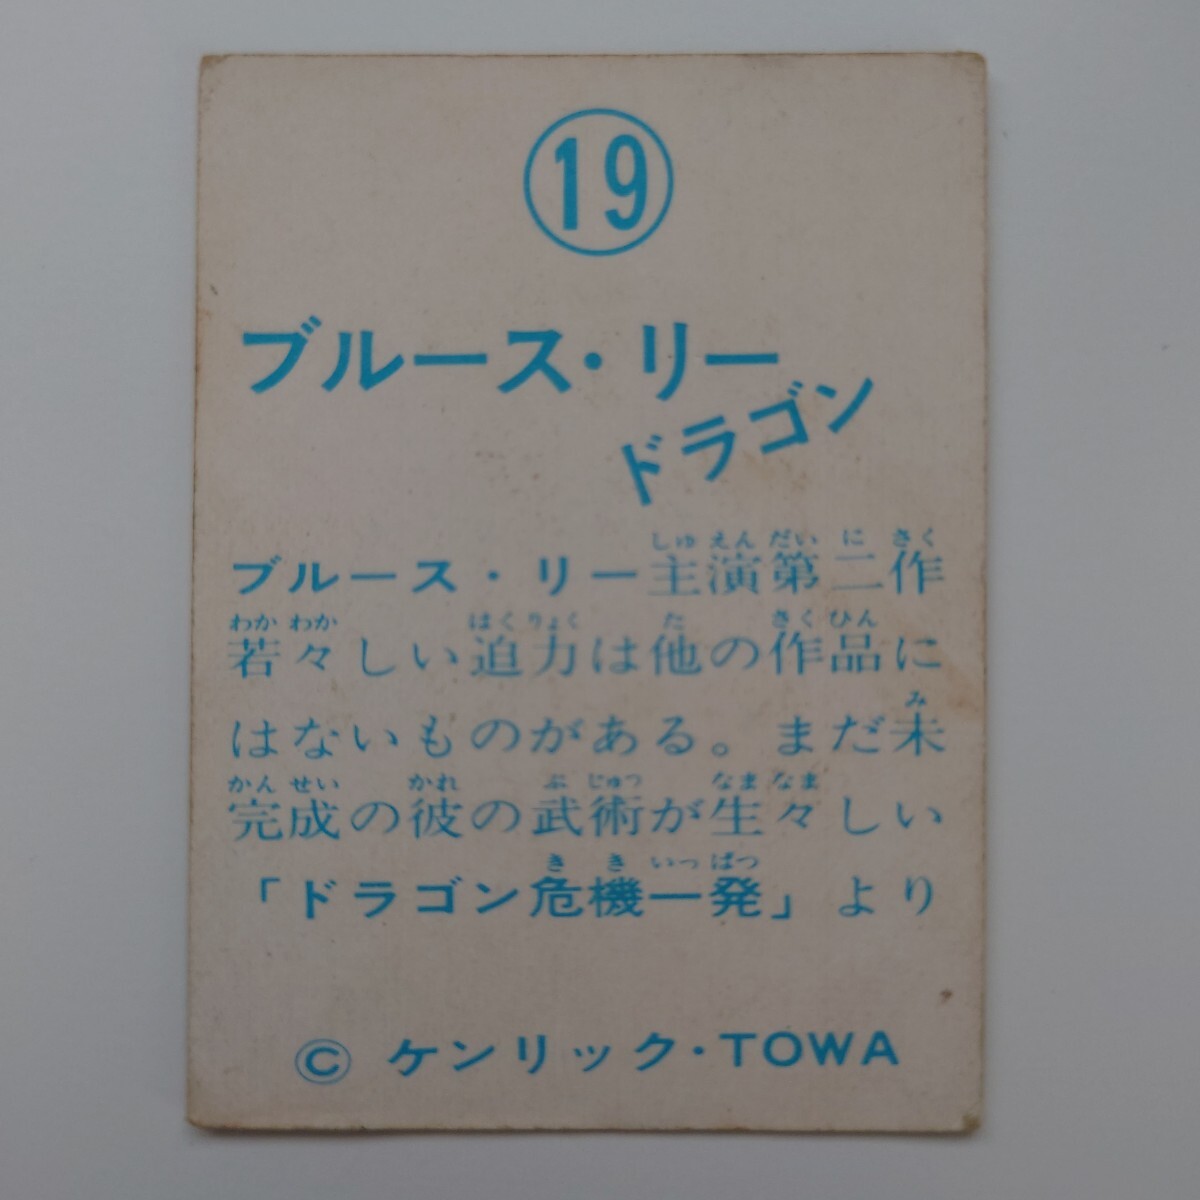 19
ブルース・リー
ドラゴン
しゅ えん だい に さく
ブルース・リー主演第二作
わか わか はく りょく た さく ひん
若々しい迫力は他の作品に
み
はないものがある。まだ未
かん せい かれ ぶ じゅつ なま なま
完成の彼の武術が生々しい
き き いっ ぱつ
「ドラゴン危機一発」より
© ケンリック・TOWA